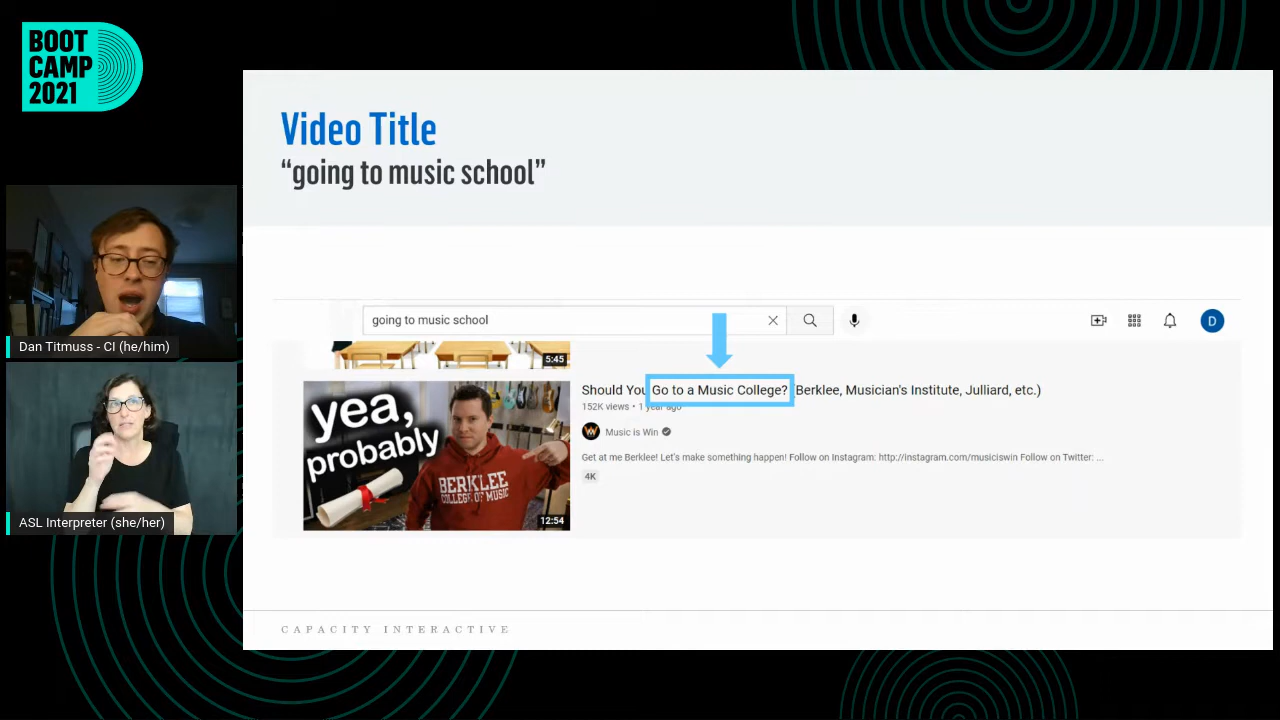 BOOT
CAMP
2021
Video Title
“going to music school”
going to music school
D
5:45
yea,
probably
BERKLEE
COLLEGE OF MUSIC
12:54
Should You Go to a Music College? (Berklee, Musician's Institute, Julliard, etc.)
152K views • 1 year ago
Music is Win
Get at me Berklee! Let's make something happen! Follow on Instagram: http://instagram.com/musiciswin Follow on Twitter: ...
4K
Dan Titmuss - CI (he/him)
ASL Interpreter (she/her)
CAPACITY INTERACTIVE